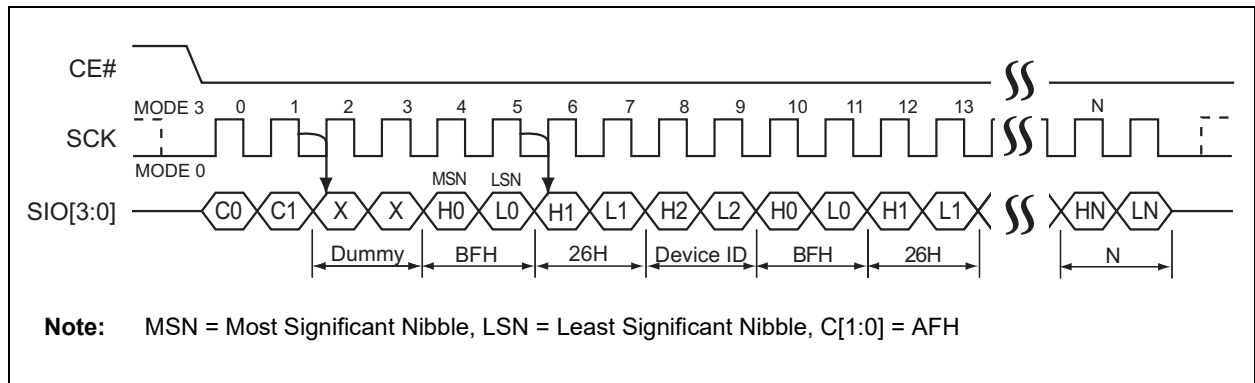 CE#
MODE 3 0 1 2 3 4 5 6 7 8 9 10 11 12 13 N
SCK
MODE 0
MSN LSN
SIO[3:0] C0 C1 X X H0 L0 H1 L1 H2 L2 H0 L0 H1 L1 HN LN
Dummy BFH 26H Device ID BFH 26H N
Note: MSN = Most Significant Nibble, LSN = Least Significant Nibble, C[1:0] = AFH